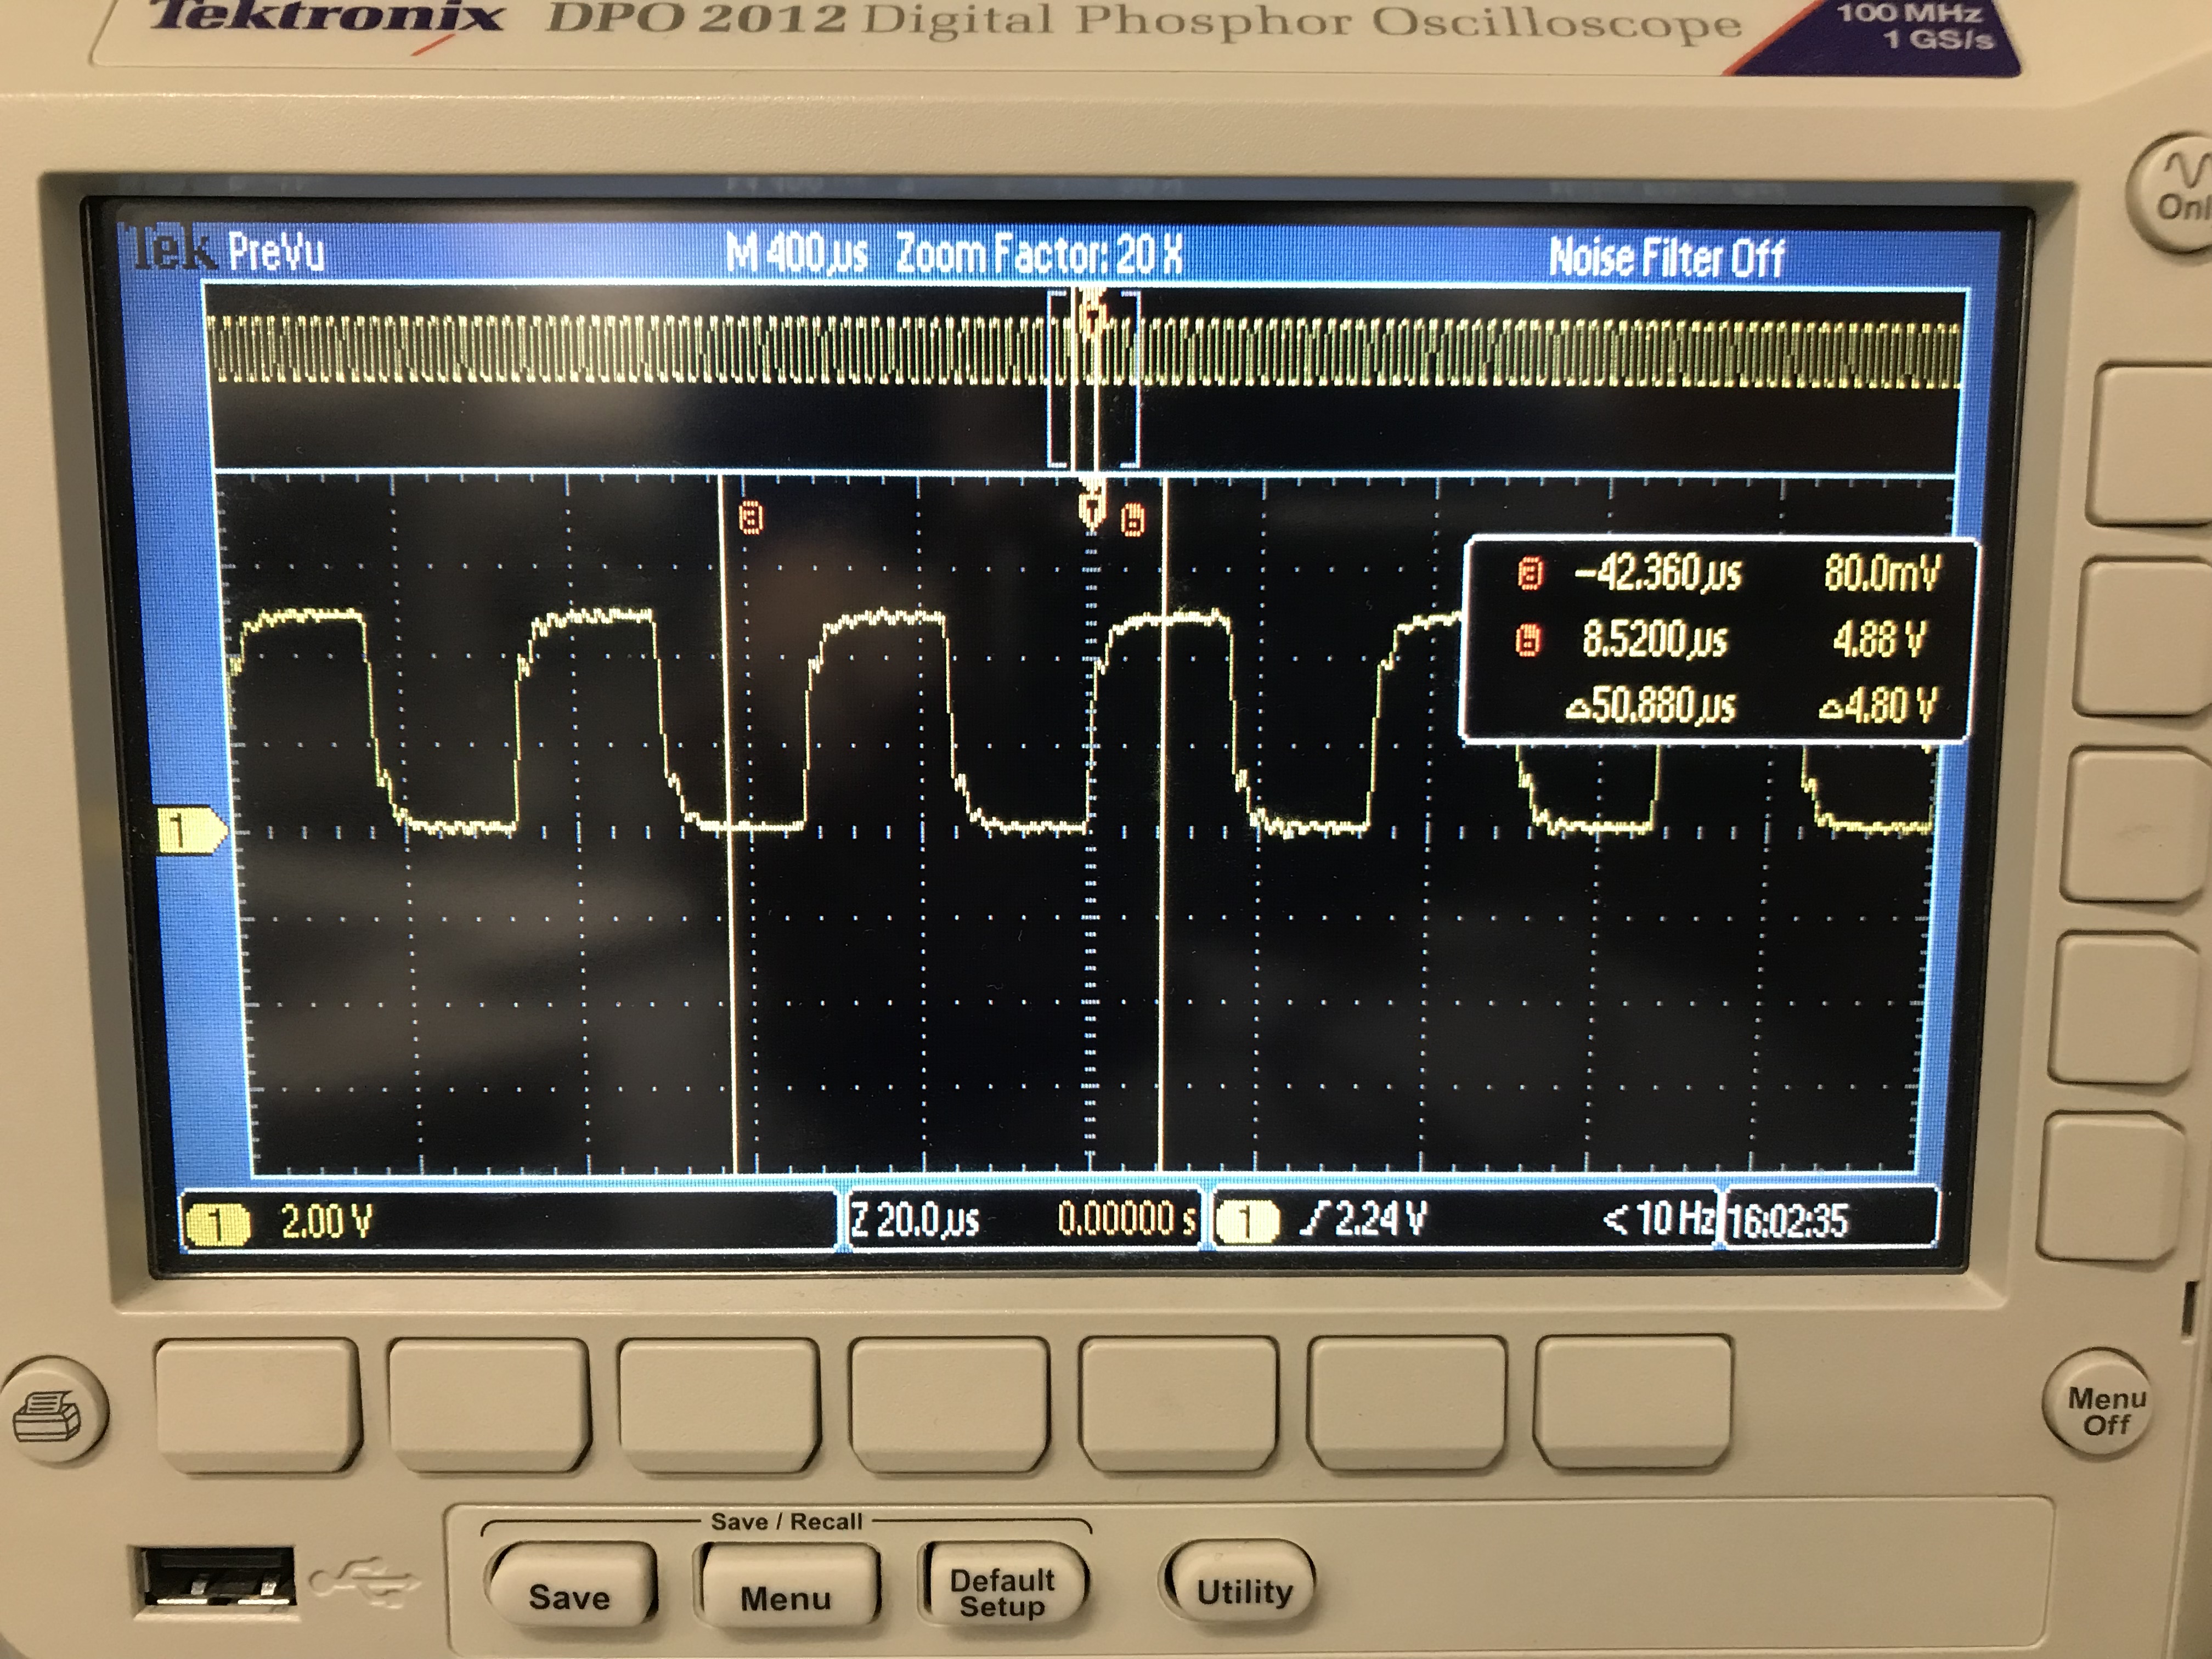 Tektronix DPO 2012 Digital Phosphor Oscilloscope
100 MHz
1 GS/s
Tek PreVu M 400µs Zoom Factor: 20 X Noise Filter Off
T
a T b
a -42.360µs 80.0mV
b 8.5200µs 4.88 V
△50.880µs △4.80 V
1
1 2.00 V Z 20.0µs 0.00000 s 1 2.24 V < 10 Hz 16:02:35
Menu
Off
Save / Recall
Save
Menu
Default
Setup
Utility